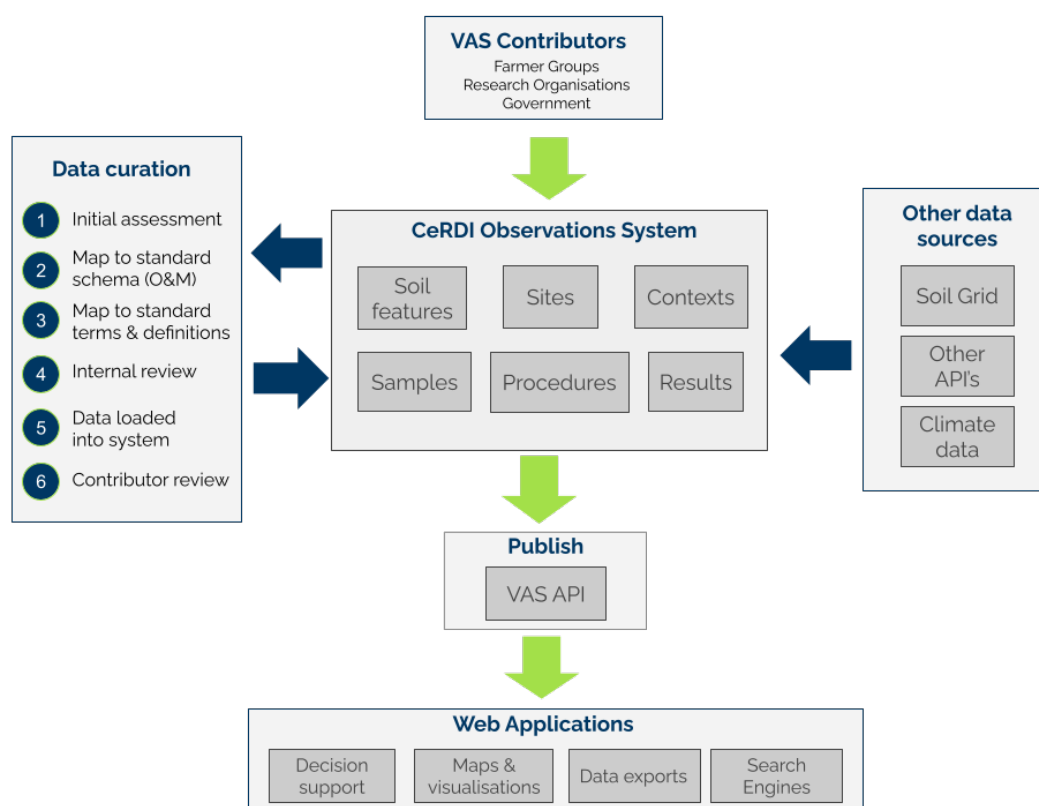 VAS Contributors
Farmer Groups
Research Organisations
Government
Data curation
1 Initial assessment
2 Map to standard
schema (O&M)
3 Map to standard
terms & definitions
4 Internal review
5 Data loaded
into system
6 Contributor review
CeRDI Observations System
Soil
features
Sites
Contexts
Samples
Procedures
Results
Other data
sources
Soil Grid
Other
API's
Climate
data
Publish
VAS API
Web Applications
Decision
support
Maps &
visualisations
Data exports
Search
Engines